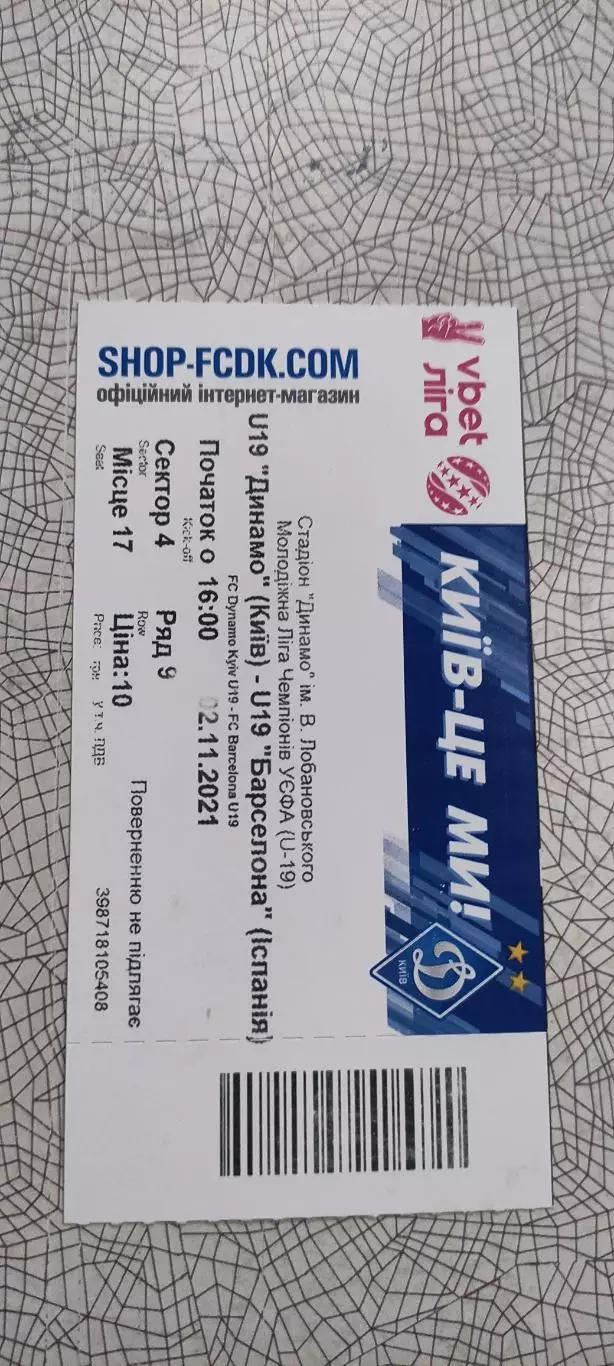 vbet
ліга
КИЇВ-ЦЕ МИ!
КИЇВ
SHOP-FCDK.COM
офіційний інтернет-магазин
Стадіон "Динамо" ім. В. Лобановського
Молодіжна Ліга Чемпіонів УЄФА (U-19)
U19 "Динамо" (Київ) - U19 "Барселона" (Іспанія)
FC Dynamo Kyiv U19 - FC Barcelona U19
Початок о 16:00 02.11.2021
Kick-off
Сектор 4 Ряд 9
Sector Row
Місце 17 Ціна:10
Seat Price: грн. у т.ч. ПДВ
Поверненню не підлягає
398718105408